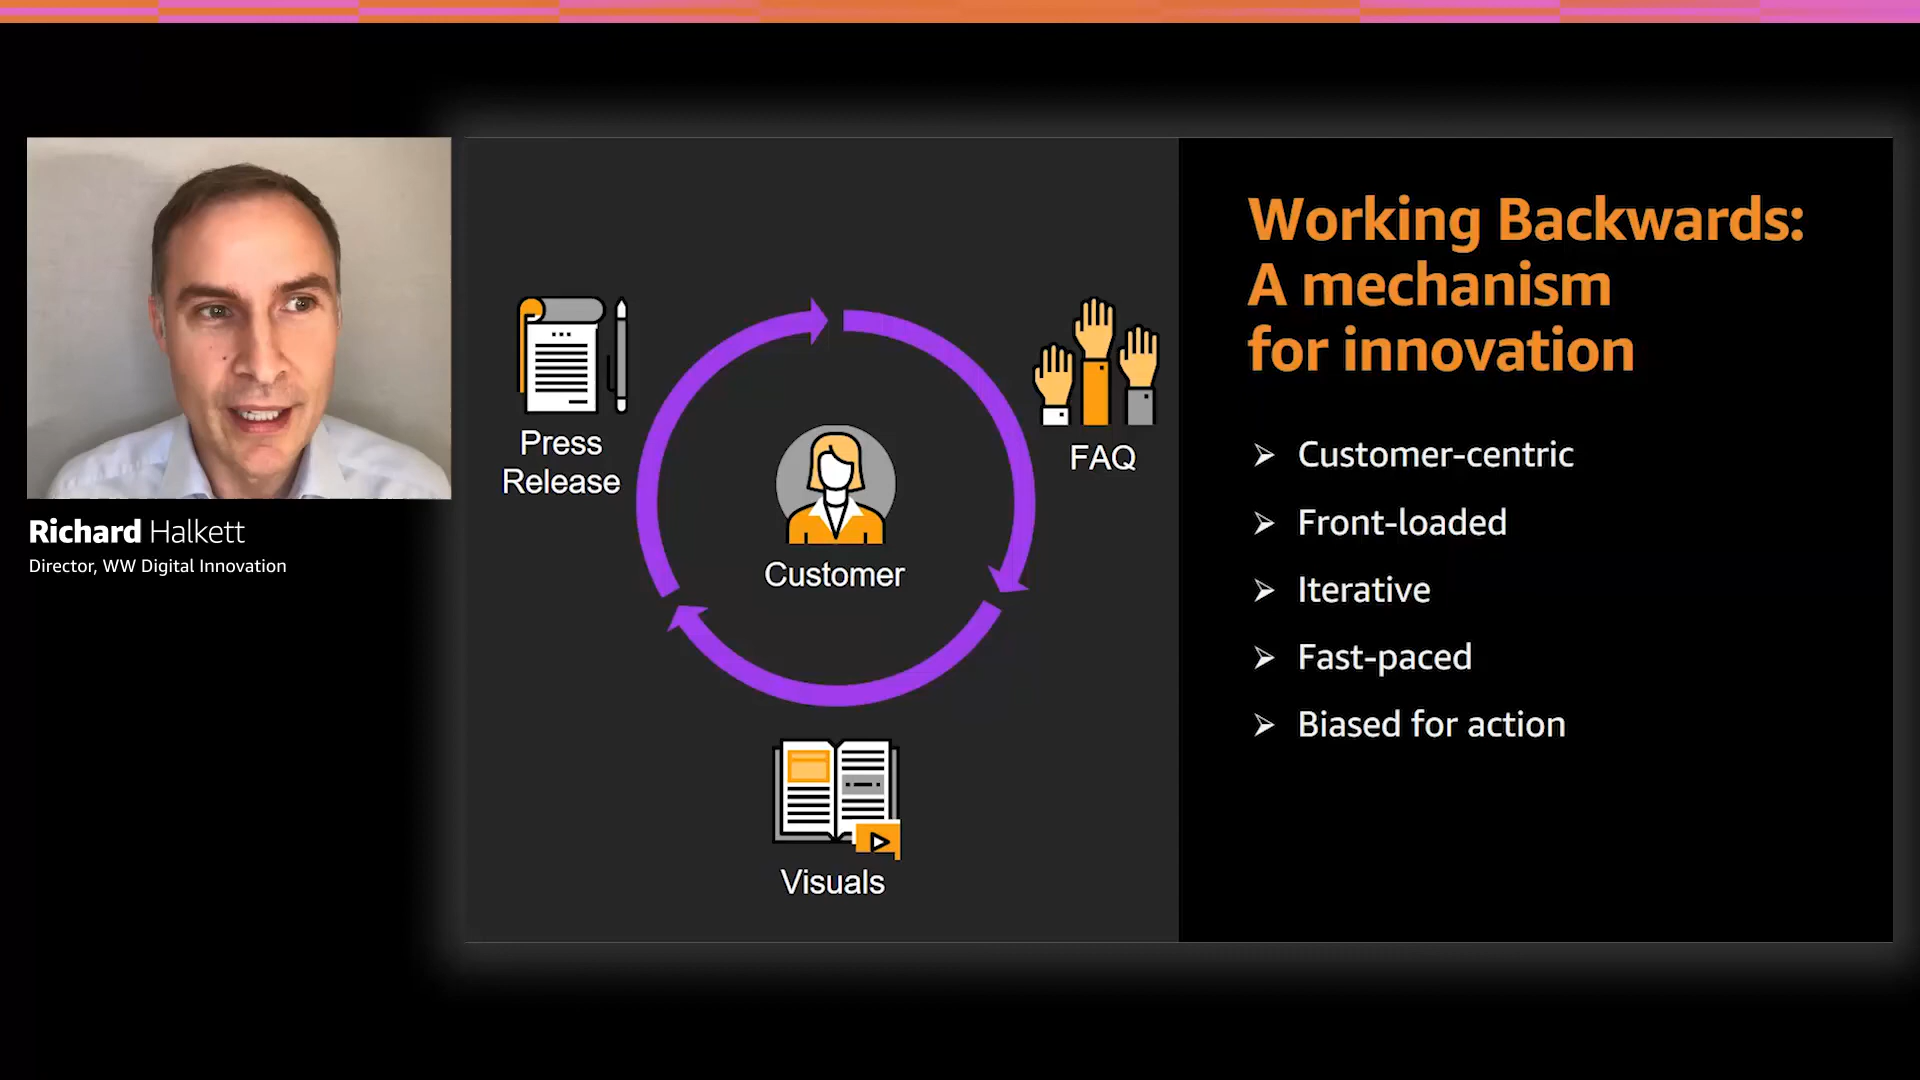 Richard Halkett
Director, WW Digital Innovation
Press
Release
FAQ
Customer
Visuals
Working Backwards:
A mechanism
for innovation
➢ Customer-centric
➢ Front-loaded
➢ Iterative
➢ Fast-paced
➢ Biased for action